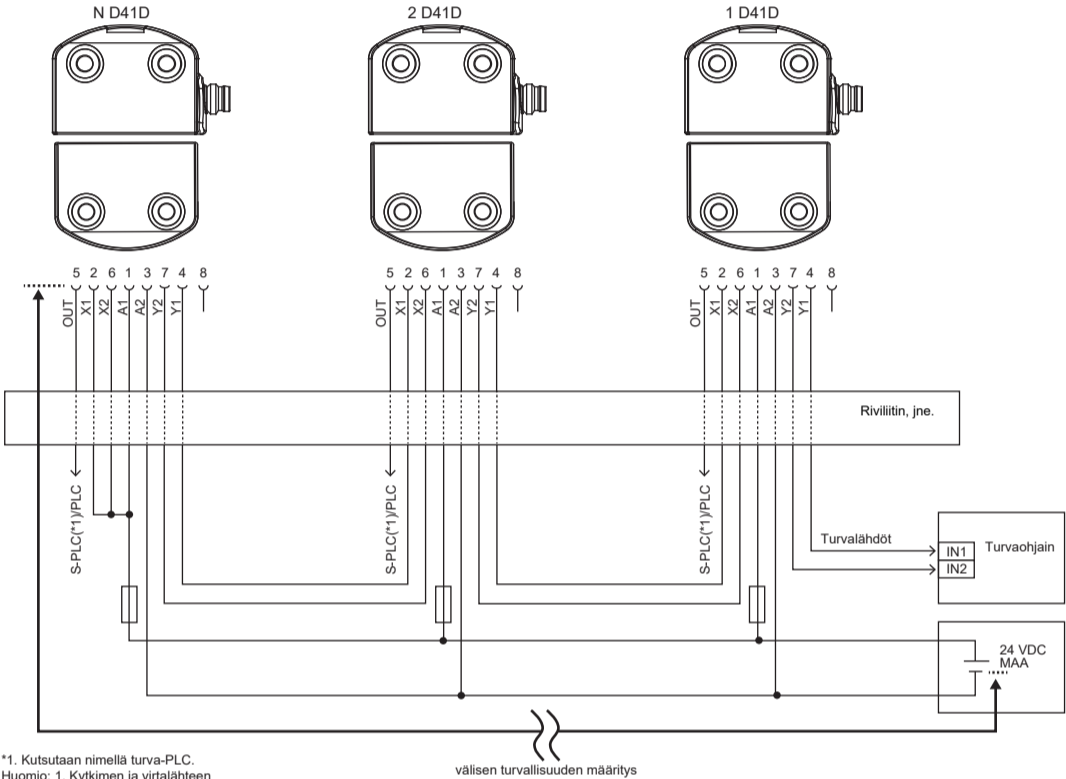 N D41D
2 D41D
1 D41D
5 2 6 1 3 7 4 8
OUT X1 X2 A1 A2 Y2 Y1
5 2 6 1 3 7 4 8
OUT X1 X2 A1 A2 Y2 Y1
5 2 6 1 3 7 4 8
OUT X1 X2 A1 A2 Y2 Y1
Riviliitin, jne.
S-PLC(*1)/PLC
S-PLC(*1)/PLC
S-PLC(*1)/PLC
Turvalähdöt
IN1
IN2
Turvaohjain
24 VDC
MAA
*1. Kutsutaan nimellä turva-PLC.
Huomio: 1. Kytkimen ja virtalähteen
välisen turvallisuuden määritys